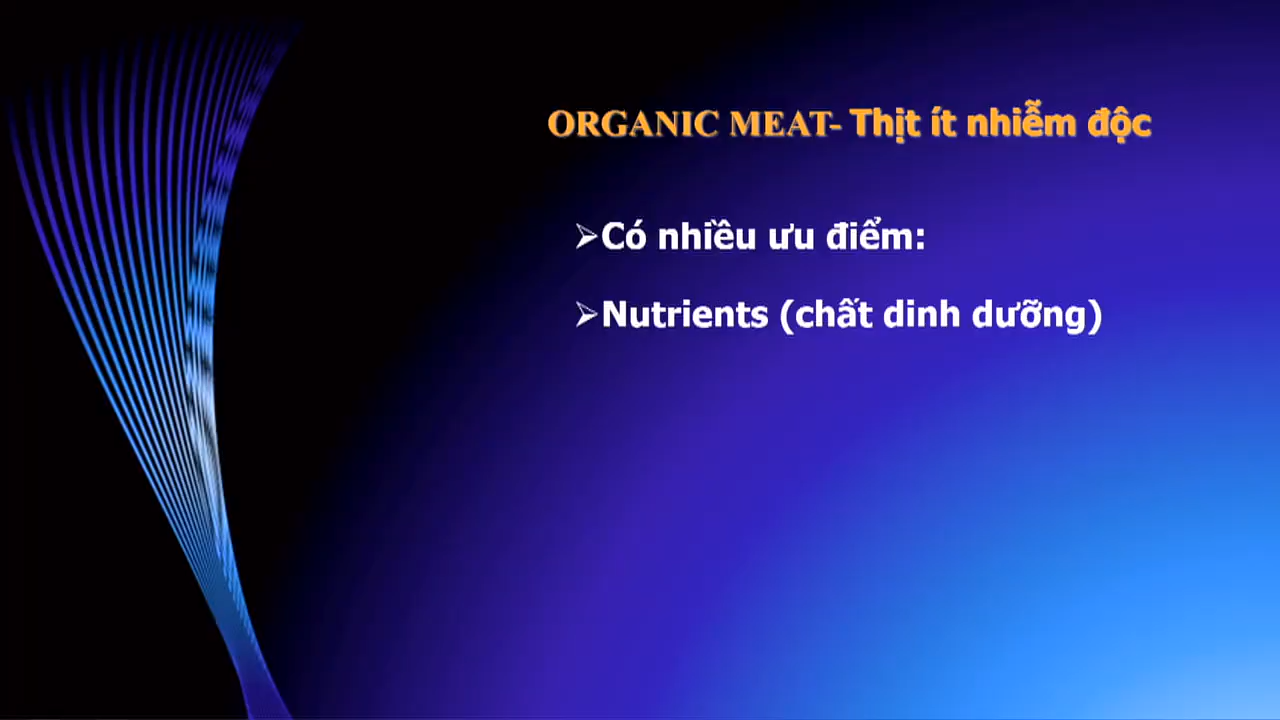 ORGANIC MEAT- Thịt ít nhiễm độc
➢Có nhiều ưu điểm:
➢Nutrients (chất dinh dưỡng)